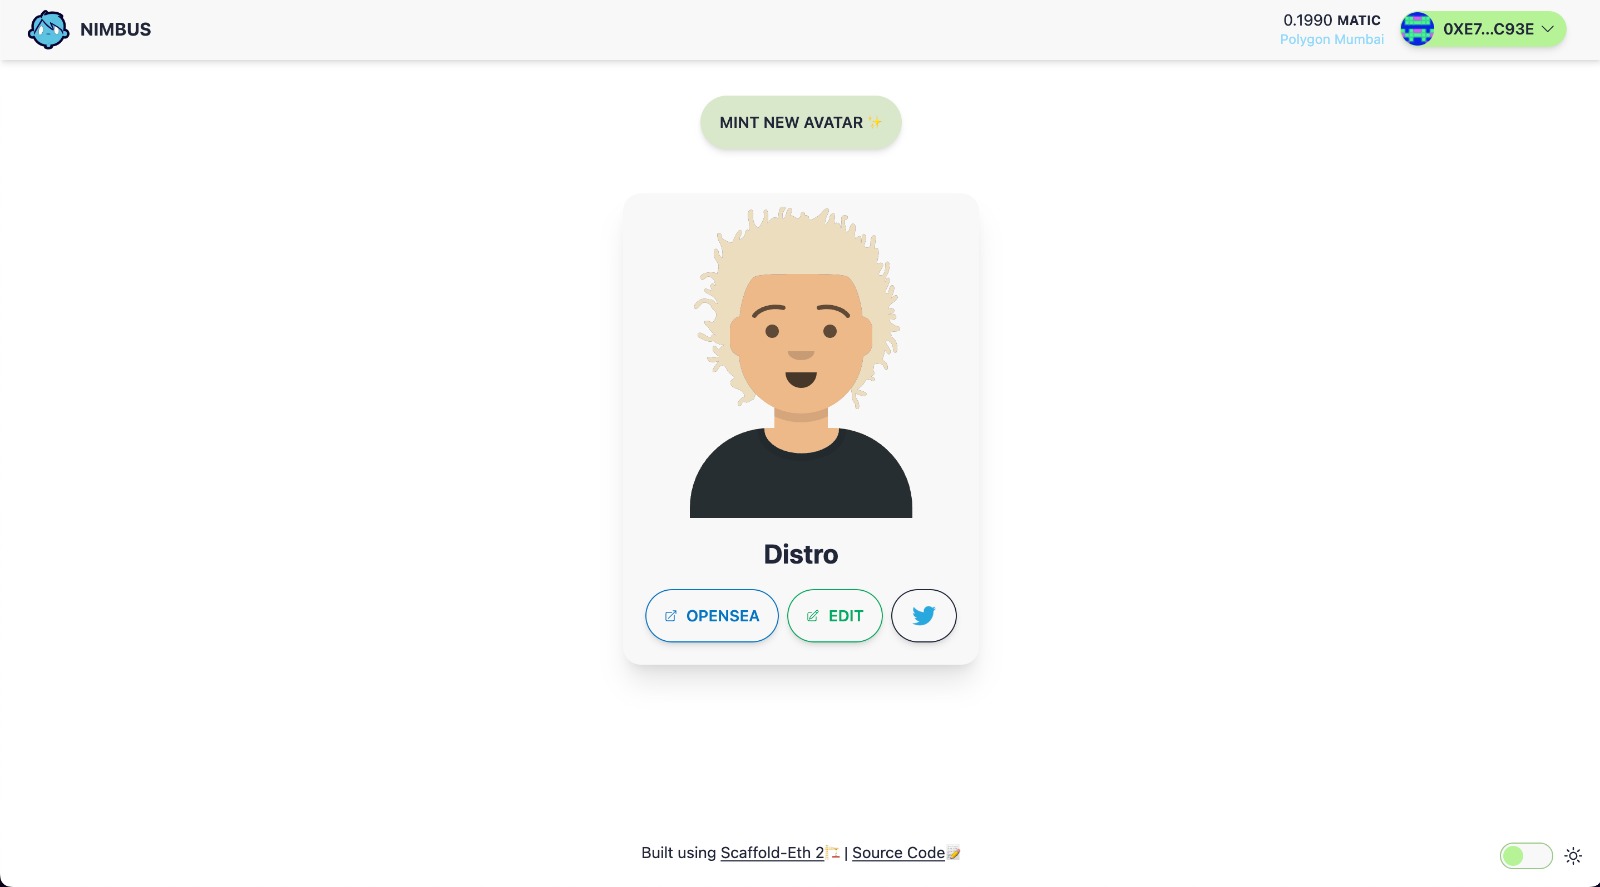 NIMBUS
0.1990 MATIC
Polygon Mumbai
0XE7...C93E
MINT NEW AVATAR ✨
Distro
OPENSEA
EDIT
Built using Scaffold-Eth 2🏗️ | Source Code📝